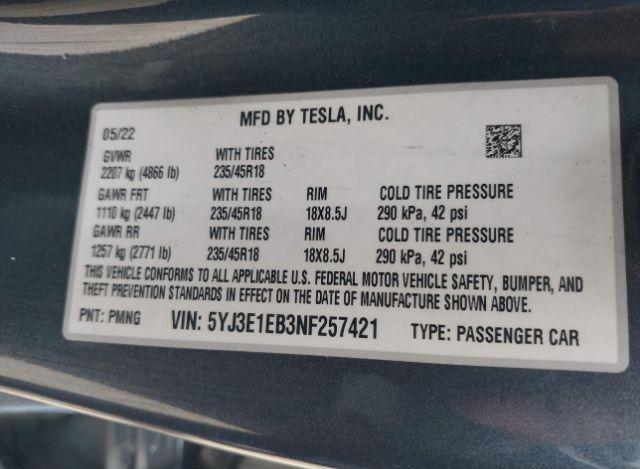 MFD BY TESLA, INC.
05/22
GVWR WITH TIRES
2207 kg (4866 lb) 235/45R18
GAWR FRT WITH TIRES RIM COLD TIRE PRESSURE
1110 kg (2447 lb) 235/45R18 18X8.5J 290 kPa, 42 psi
GAWR RR WITH TIRES RIM COLD TIRE PRESSURE
1257 kg (2771 lb) 235/45R18 18X8.5J 290 kPa, 42 psi
THIS VEHICLE CONFORMS TO ALL APPLICABLE U.S. FEDERAL MOTOR VEHICLE SAFETY, BUMPER, AND
THEFT PREVENTION STANDARDS IN EFFECT ON THE DATE OF MANUFACTURE SHOWN ABOVE.
PNT: PMNG VIN: 5YJ3E1EB3NF257421 TYPE: PASSENGER CAR